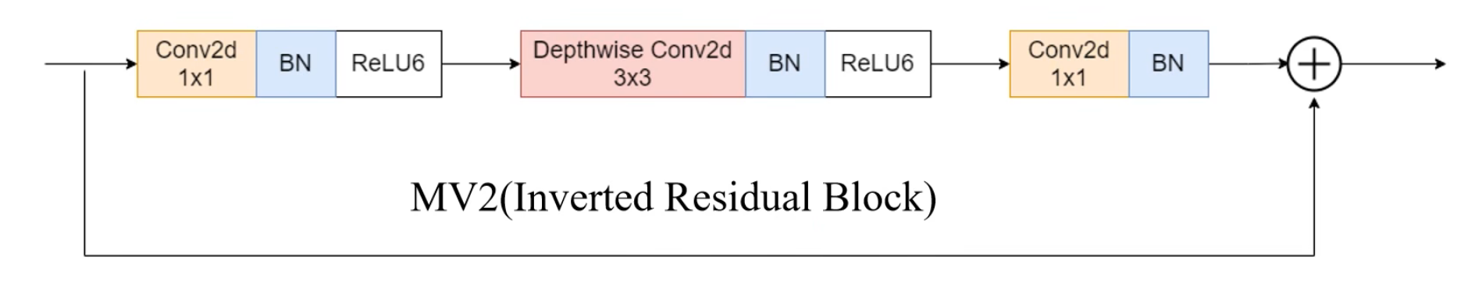 Conv2d
1x1
BN
ReLU6
Depthwise Conv2d
3x3
BN
ReLU6
Conv2d
1x1
BN
MV2(Inverted Residual Block)